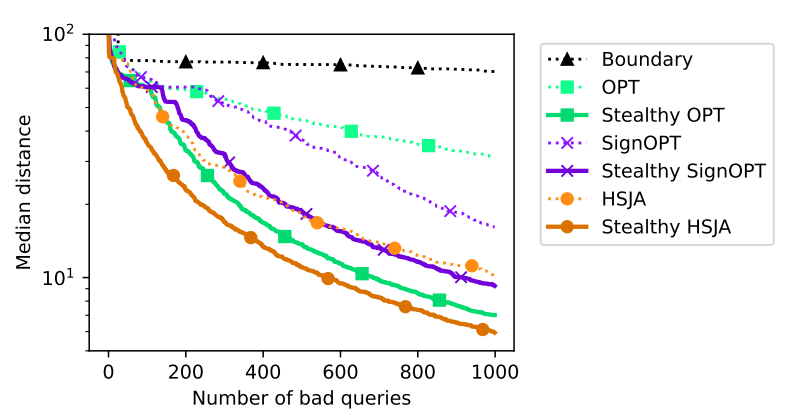 10²
10¹
Median distance
0 200 400 600 800 1000
Number of bad queries
Boundary
OPT
Stealthy OPT
SignOPT
Stealthy SignOPT
HSJA
Stealthy HSJA